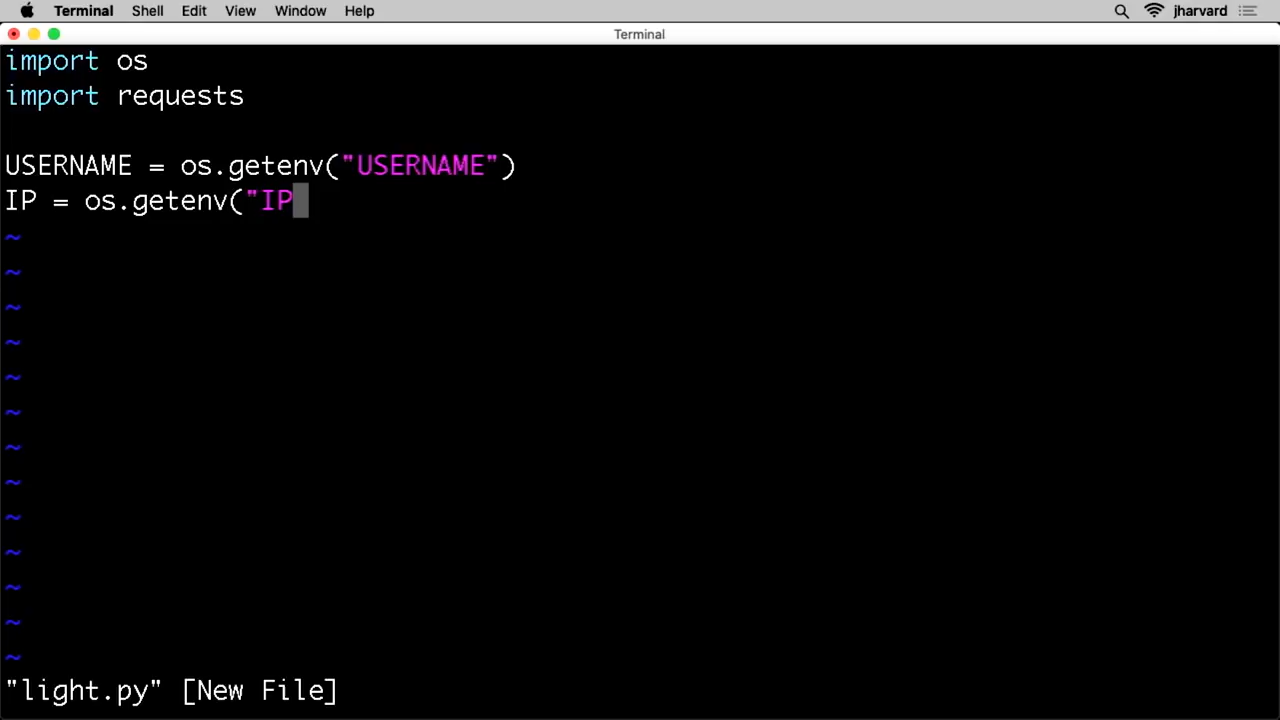 Terminal Shell Edit View Window Help jharvard
Terminal
import os
import requests
USERNAME = os.getenv("USERNAME")
IP = os.getenv("IP
~
~
~
~
~
~
~
~
~
~
~
~
~
"light.py" [New File]